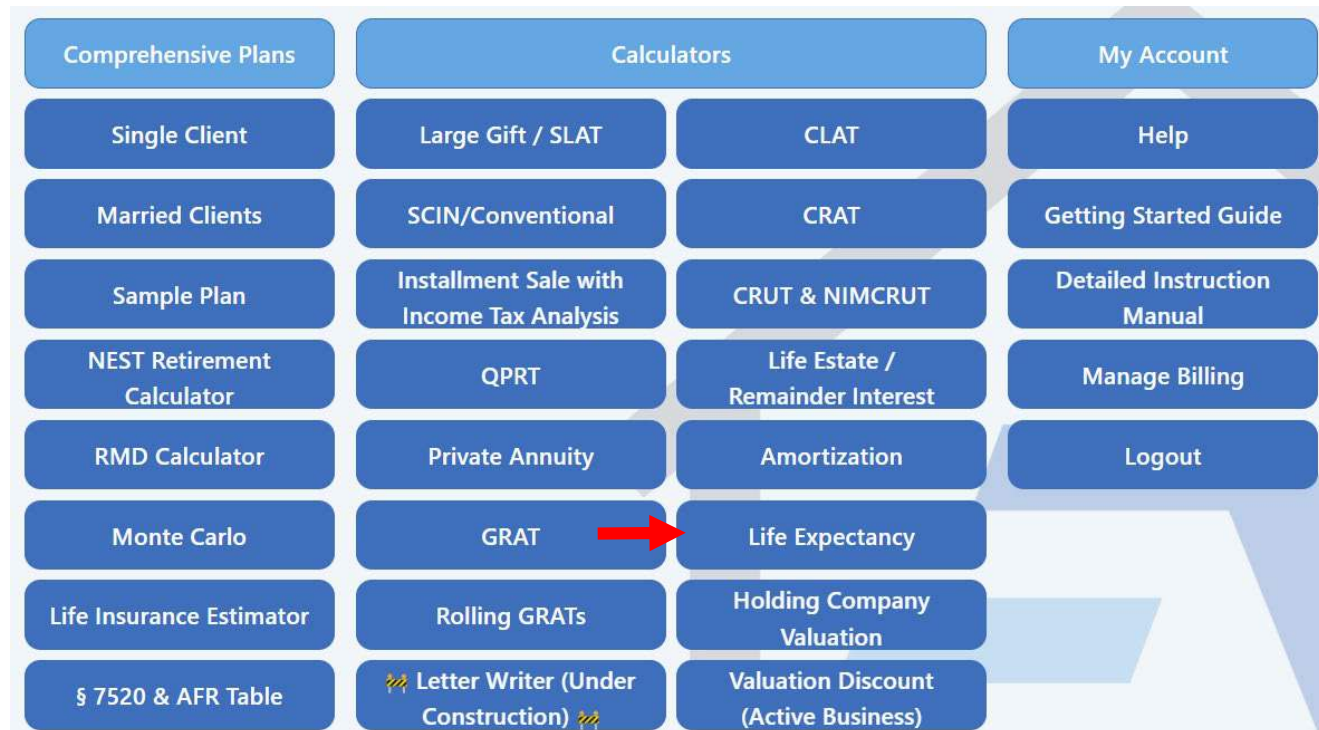 Comprehensive Plans
Calculators
My Account
Single Client
Large Gift / SLAT
CLAT
Help
Married Clients
SCIN/Conventional
CRAT
Getting Started Guide
Sample Plan
Installment Sale with
Income Tax Analysis
CRUT & NIMCRUT
Detailed Instruction
Manual
NEST Retirement
Calculator
QPRT
Life Estate /
Remainder Interest
Manage Billing
RMD Calculator
Private Annuity
Amortization
Logout
Monte Carlo
GRAT
Life Expectancy
Life Insurance Estimator
Rolling GRATs
Holding Company
Valuation
§ 7520 & AFR Table
🚧 Letter Writer (Under
Construction) 🚧
Valuation Discount
(Active Business)